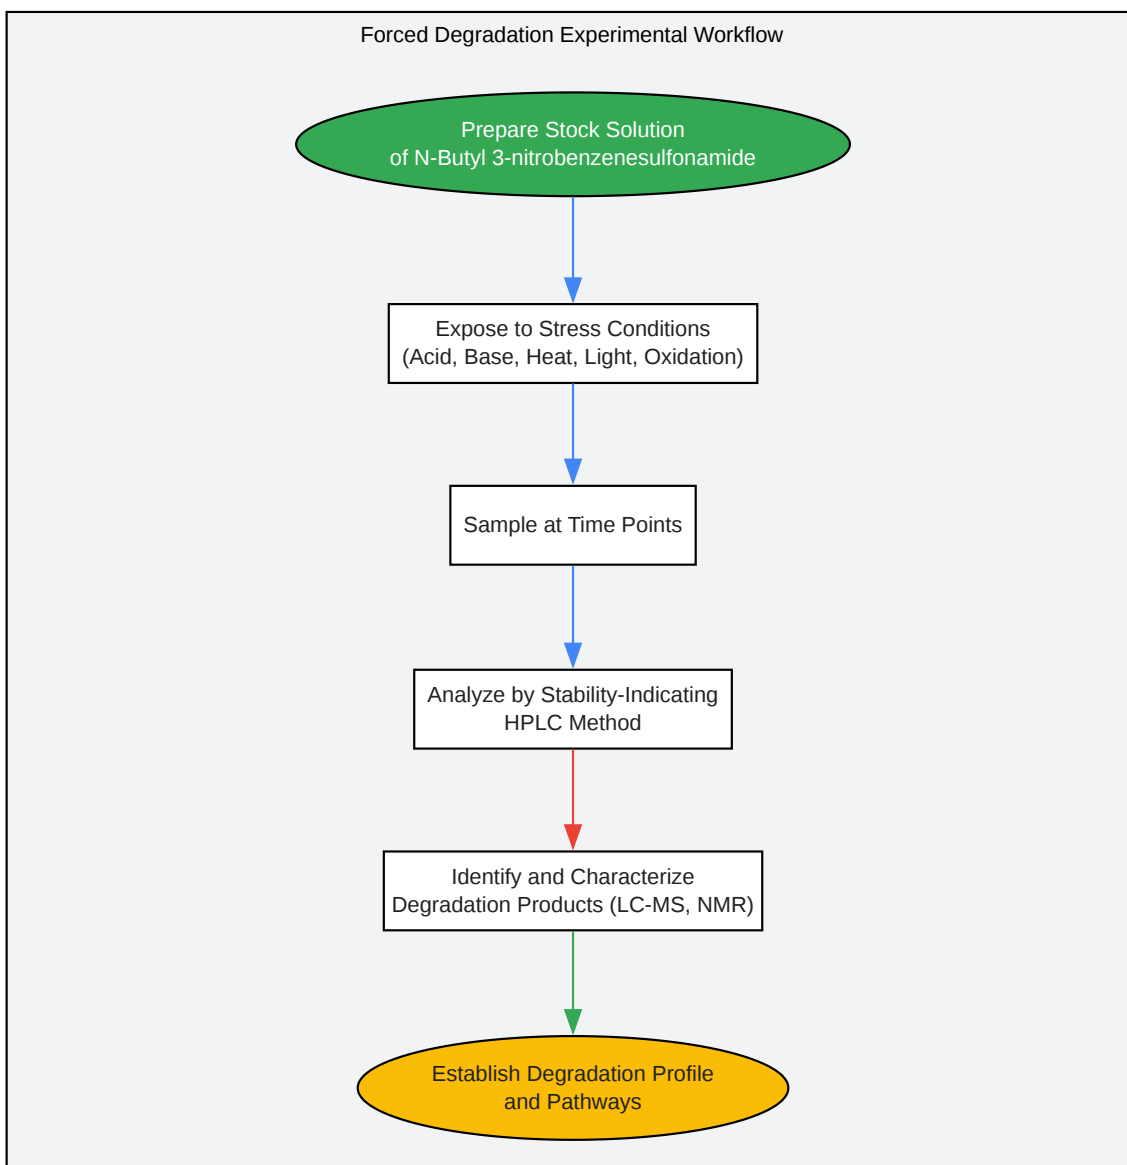 Forced Degradation Experimental Workflow
Prepare Stock Solution
of N-Butyl 3-nitrobenzenesulfonamide
Expose to Stress Conditions
(Acid, Base, Heat, Light, Oxidation)
Sample at Time Points
Analyze by Stability-Indicating
HPLC Method
Identify and Characterize
Degradation Products (LC-MS, NMR)
Establish Degradation Profile
and Pathways